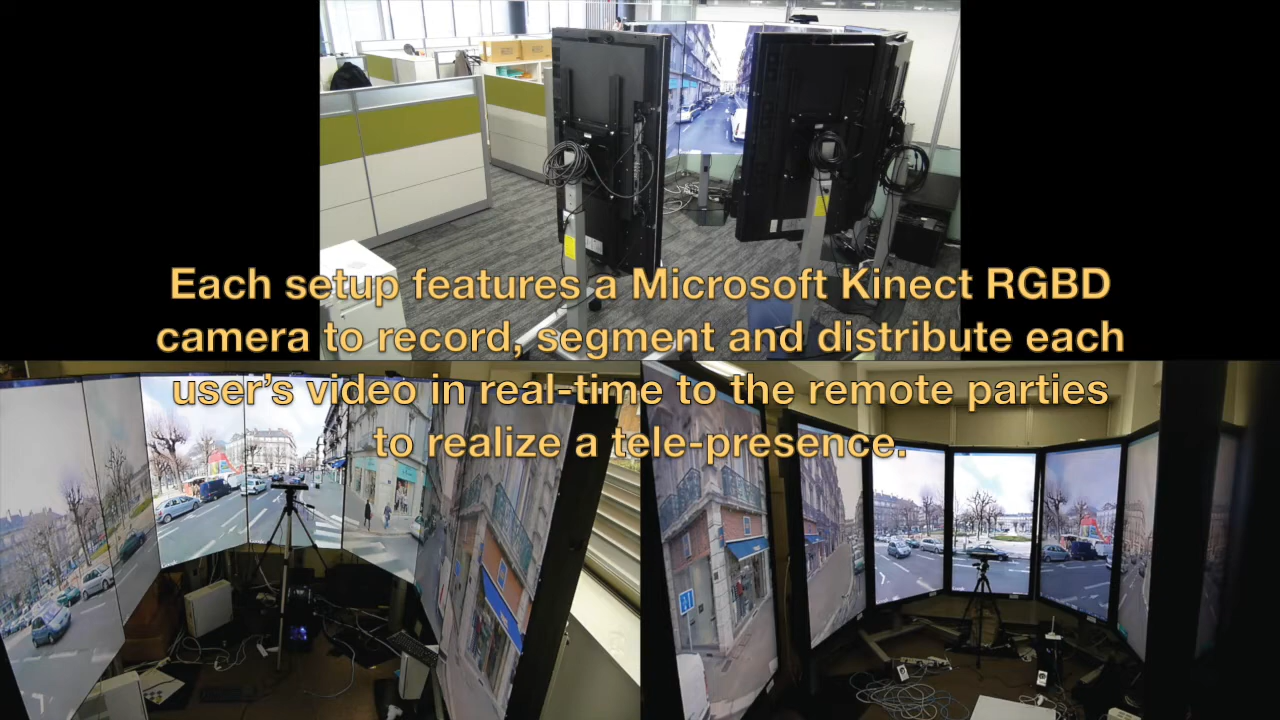 Each setup features a Microsoft Kinect RGBD
camera to record, segment and distribute each
user's video in real-time to the remote parties
to realize a tele-presence.